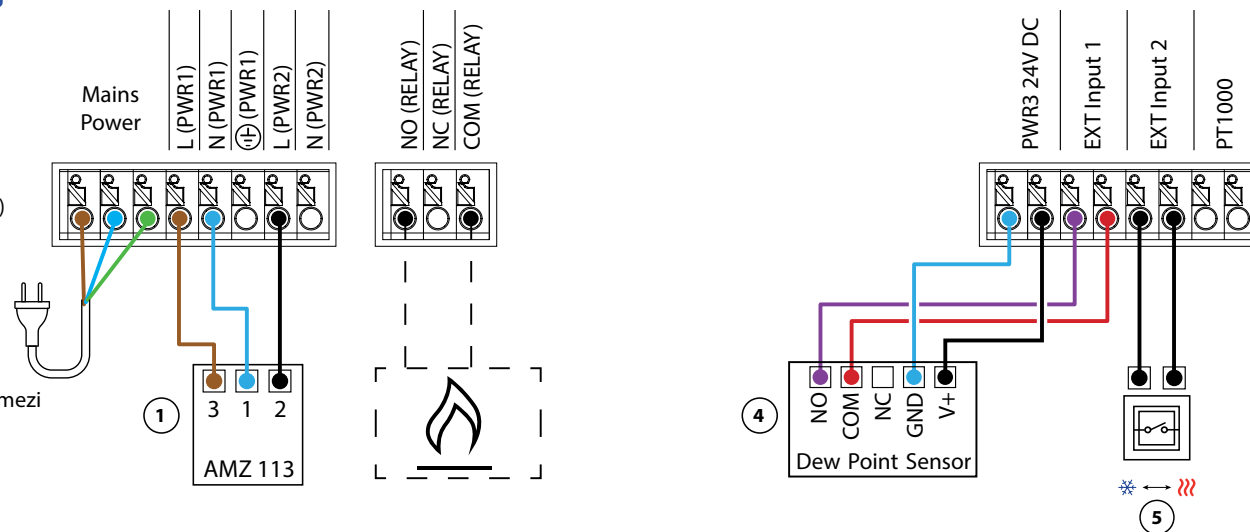 Mains
Power
L (PWR1)
N (PWR1)
(PWR1)
L (PWR2)
N (PWR2)
NO (RELAY)
NC (RELAY)
COM (RELAY)
PWR3 24V DC
EXT Input 1
EXT Input 2
PT1000
)
mezi
1
3 1 2
AMZ 113
4
NO
COM
NC
GND
V+
Dew Point Sensor
5